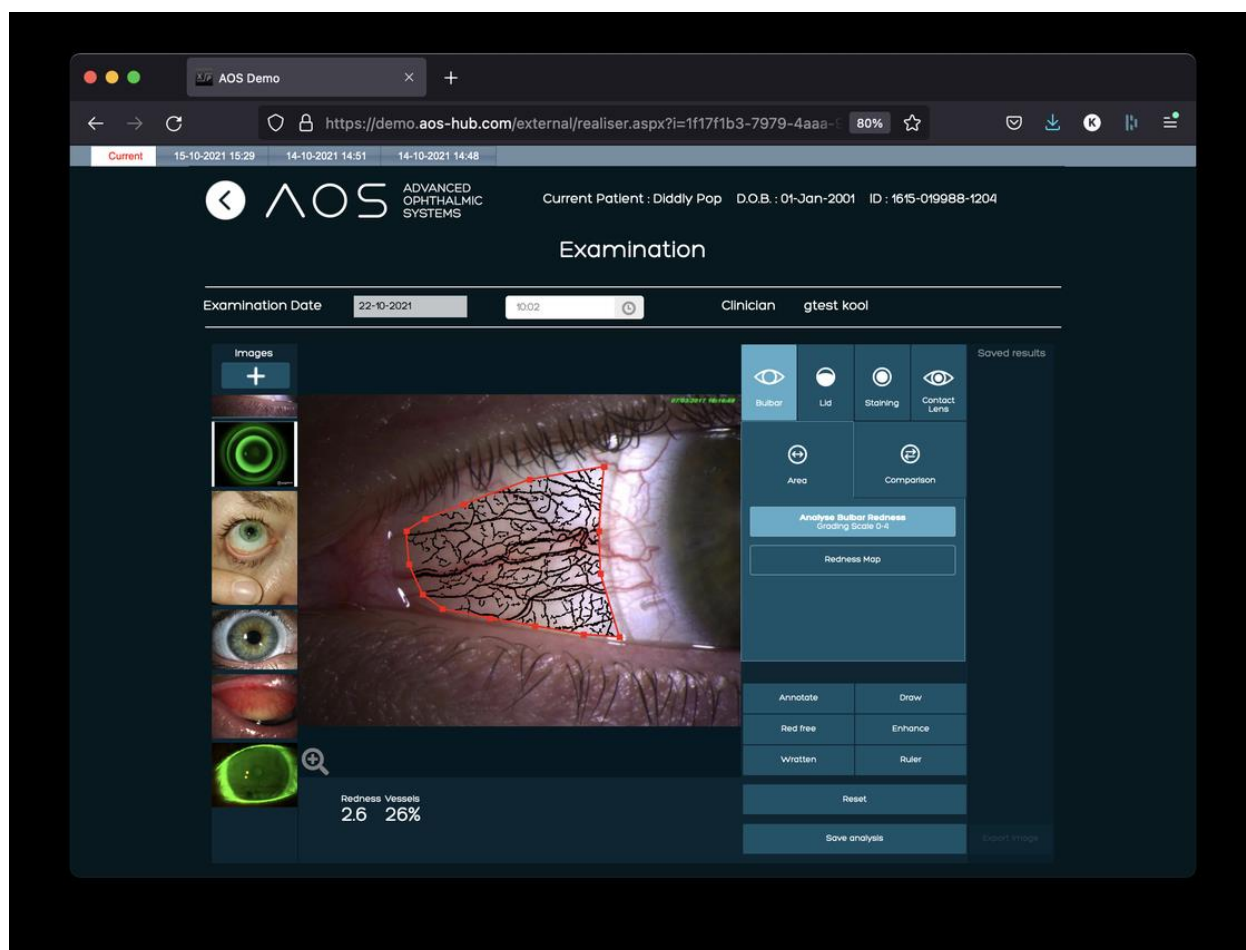 AOS Demo
https://demo.aos-hub.com/external/realiser.aspx?i=1f17f1b3-7979-4aaa-
80%
K
Current 15-10-2021 15:29 14-10-2021 14:51 14-10-2021 14:48
AOS ADVANCED OPHTHALMIC SYSTEMS
Current Patient : Diddly Pop D.O.B. : 01-Jan-2001 ID : 1615-019988-1204
Examination
Examination Date 22-10-2021 10:02 Clinician gtest kool
Images
Saved results
Bulbar Lid Staining Contact Lens
Area Comparison
Analyse Bulbar Redness
Grading Scale 0-4
Redness Map
Annotate Draw
Red free Enhance
Wratten Ruler
Reset
Save analysis
Export image
Redness Vessels
2.6 26%